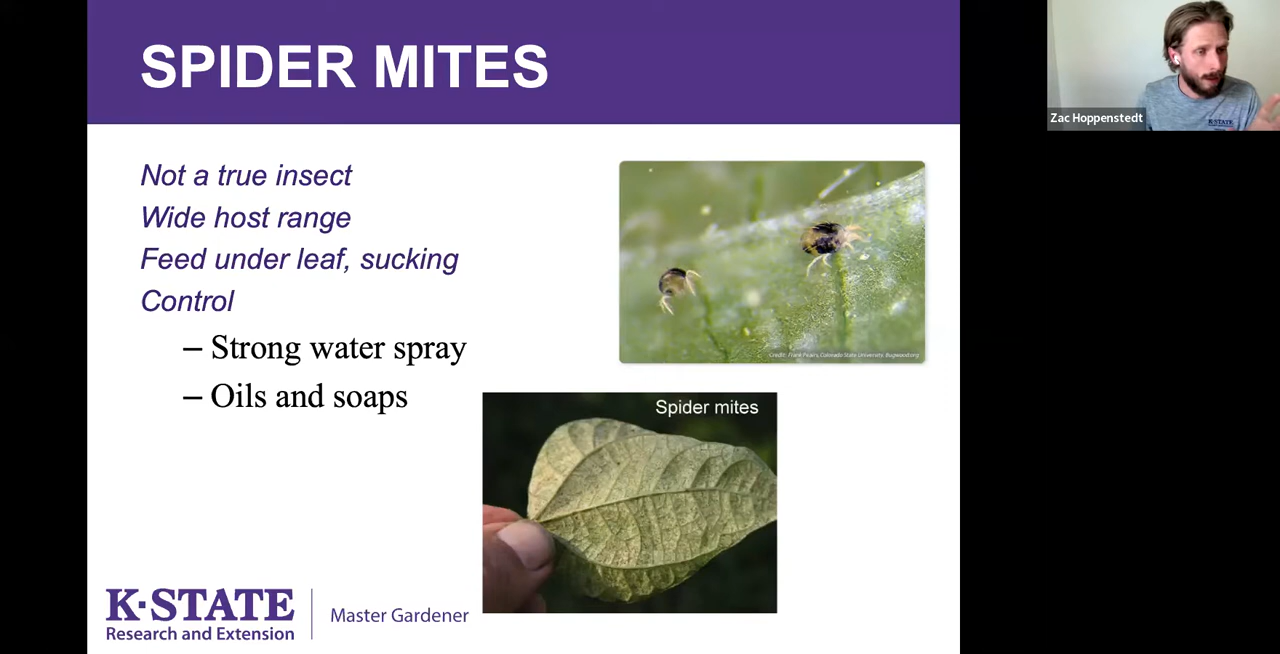 SPIDER MITES
Zac Hoppenstedt
K-STATE
Not a true insect
Wide host range
Feed under leaf, sucking
Control
– Strong water spray
– Oils and soaps
Credit: Frank Peairs, Colorado State University, Bugwood.org
Spider mites
K·STATE
Research and Extension
Master Gardener